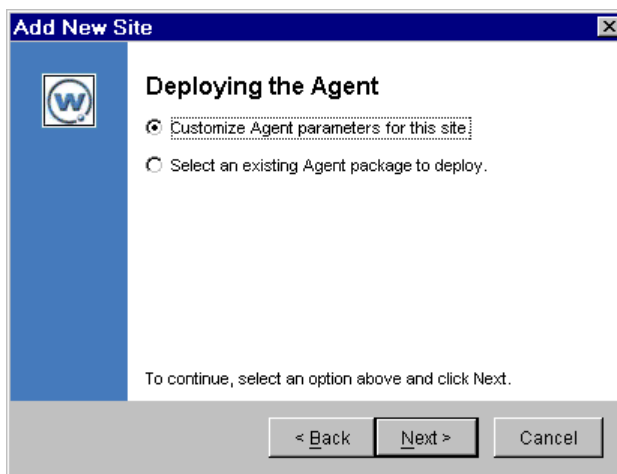 Add New Site
W
Deploying the Agent
Customize Agent parameters for this site.
Select an existing Agent package to deploy.
To continue, select an option above and click Next.
< Back
Next >
Cancel